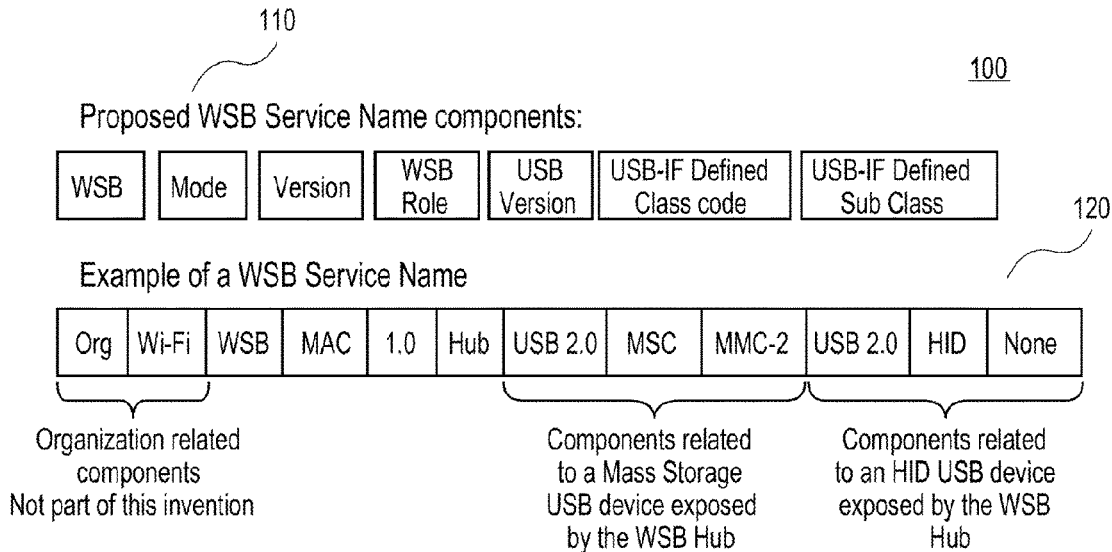 110
100
Proposed WSB Service Name components:
WSB Mode Version WSB Role USB Version USB-IF Defined Class code USB-IF Defined Sub Class
120
Example of a WSB Service Name
Org Wi-Fi WSB MAC 1.0 Hub USB 2.0 MSC MMC-2 USB 2.0 HID None
Organization related
components
Not part of this invention
Components related
to a Mass Storage
USB device exposed
by the WSB Hub
Components related
to an HID USB device
exposed by the WSB
Hub